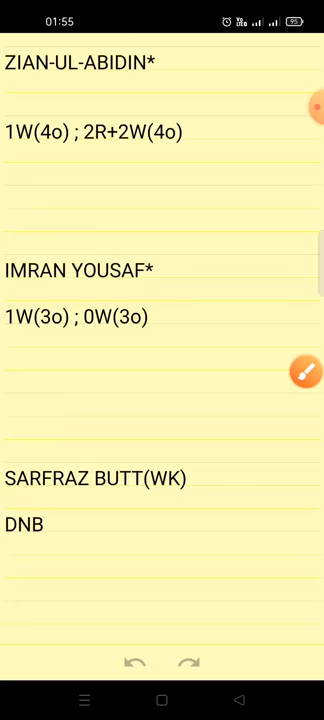 01:55
95
ZIAN-UL-ABIDIN*
1W(4o) ; 2R+2W(4o)
IMRAN YOUSAF*
1W(3o) ; 0W(3o)
SARFRAZ BUTT(WK)
DNB